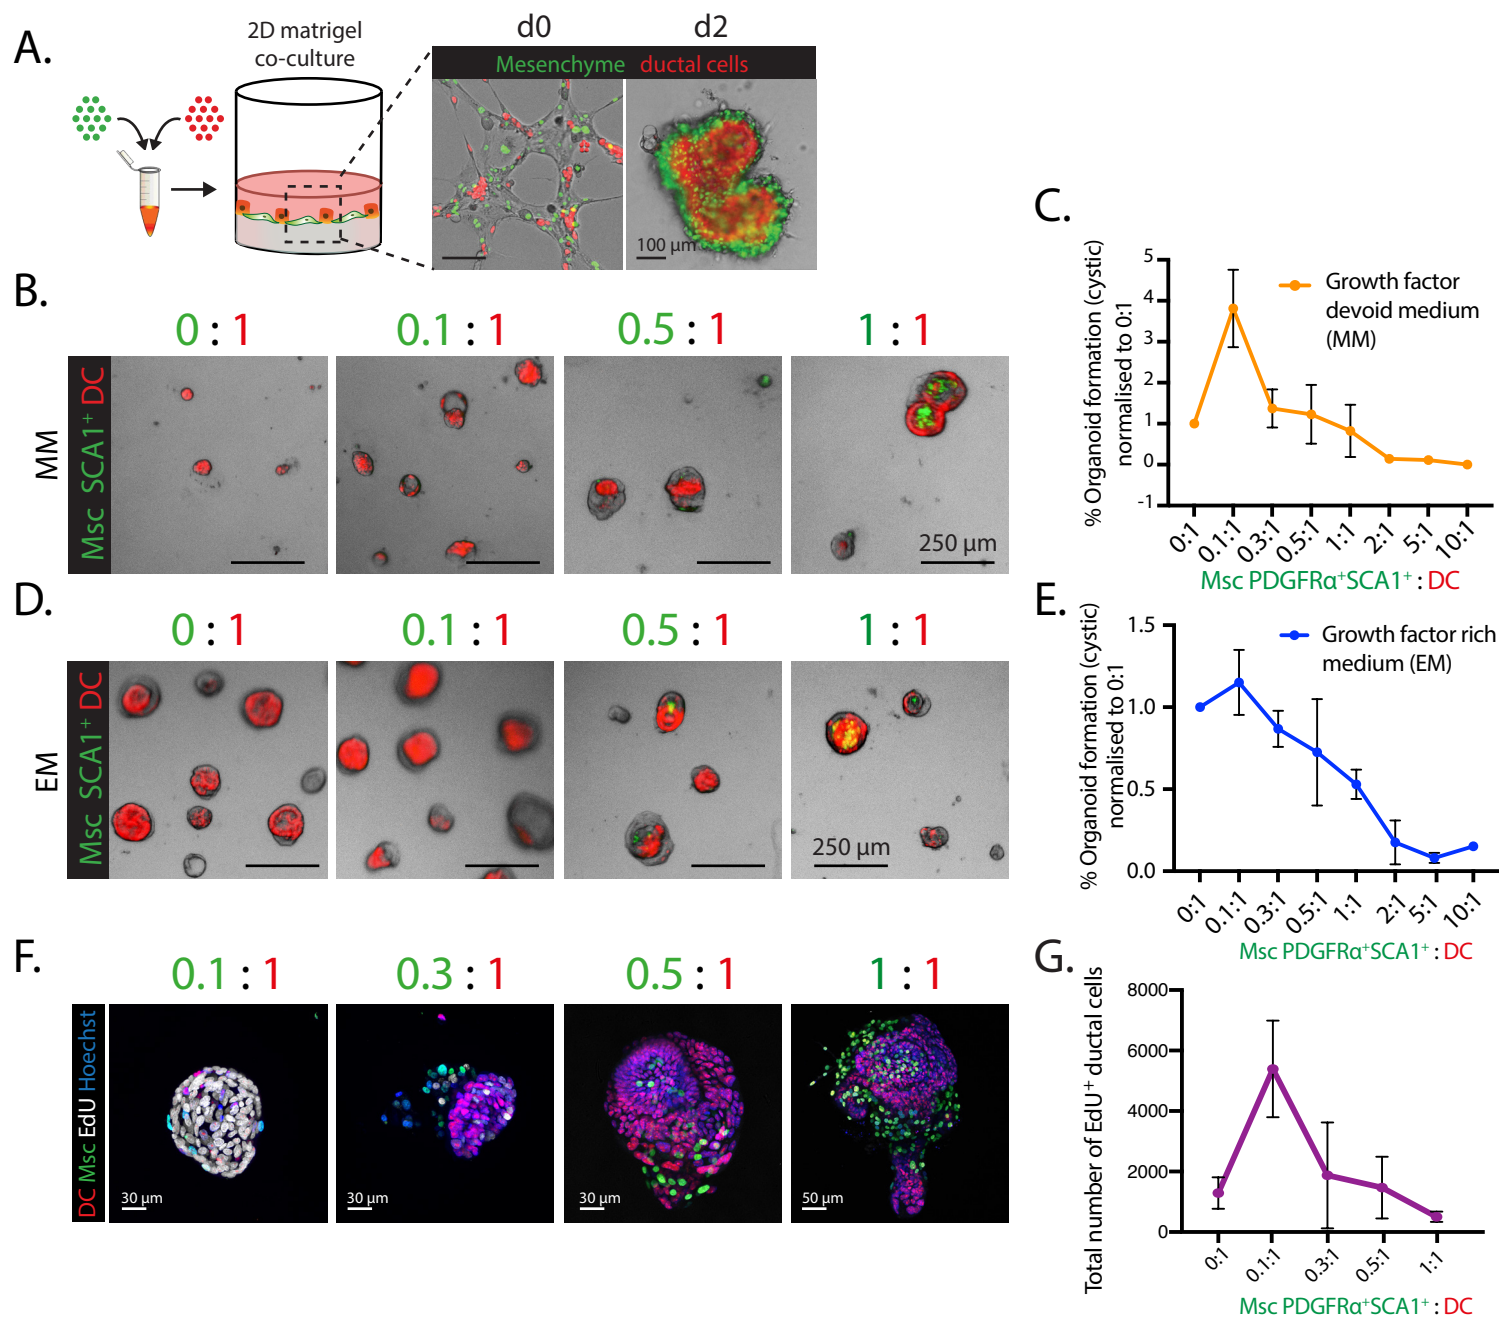 A.
2D matrigel
co-culture
d0
d2
Mesenchyme ductal cells
100 µm
B.
0 : 1
0.1 : 1
0.5 : 1
1 : 1
MM
Msc SCA1+ DC
250 µm
C.
% Organoid formation (cystic)
normalised to 0:1
5
4
3
2
1
0
-1
Growth factor
devoid medium
(MM)
0:1
0.1:1
0.3:1
0.5:1
1:1
2:1
5:1
10:1
Msc PDGFRα+SCA1+ : DC
D.
0 : 1
0.1 : 1
0.5 : 1
1 : 1
EM
Msc SCA1+ DC
250 µm
E.
% Organoid formation (cystic)
normalised to 0:1
1.5
1.0
0.5
0.0
Growth factor rich
medium (EM)
0:1
0.1:1
0.3:1
0.5:1
1:1
2:1
5:1
10:1
Msc PDGFRα+SCA1+ : DC
F.
0.1 : 1
0.3 : 1
0.5 : 1
1 : 1
DC Msc EdU Hoechst
30 µm
30 µm
30 µm
50 µm
G.
Total number of EdU+ ductal cells
8000
6000
4000
2000
0
0:1
0.1:1
0.3:1
0.5:1
1:1
Msc PDGFRα+SCA1+ : DC